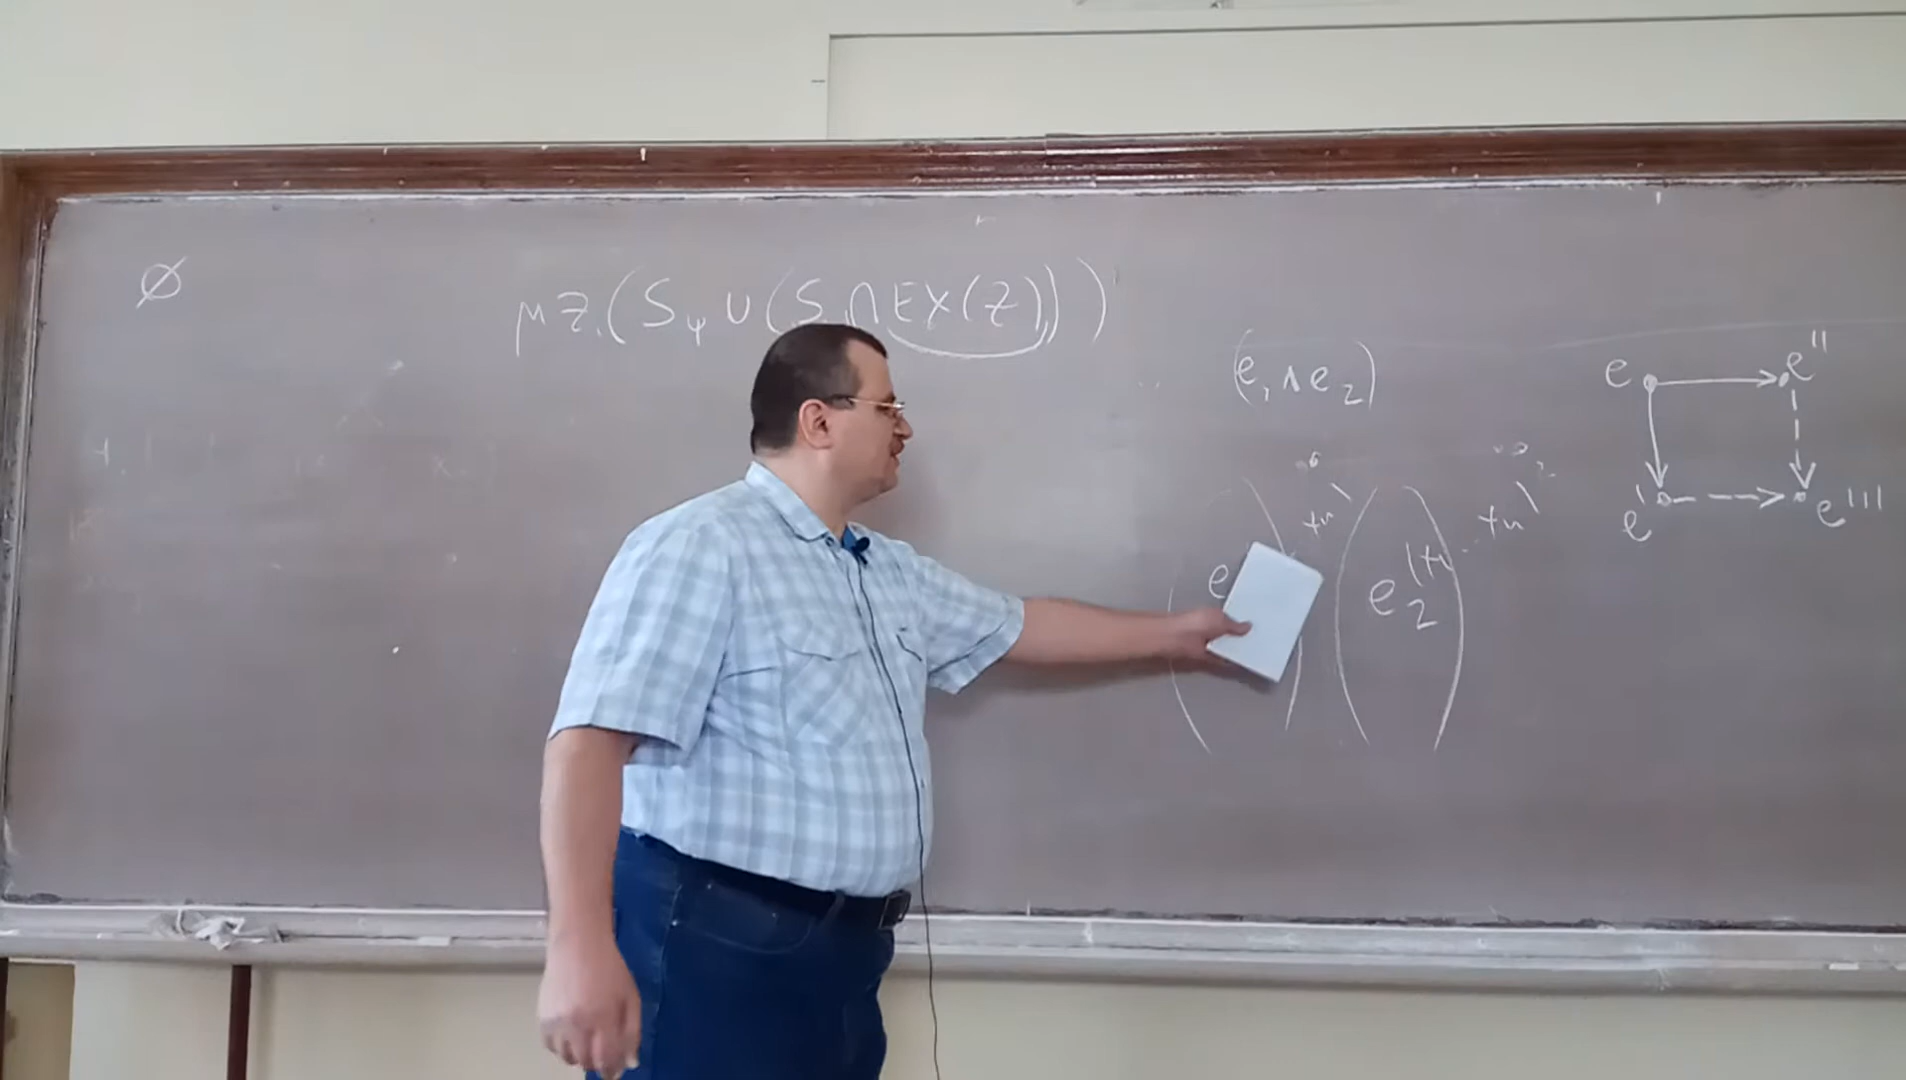 ∅
μZ.(S_ψ ∪ (S ∩ EX(Z)))
(e₁ ∧ e₂)
e e''
e' e'''
e
e₂